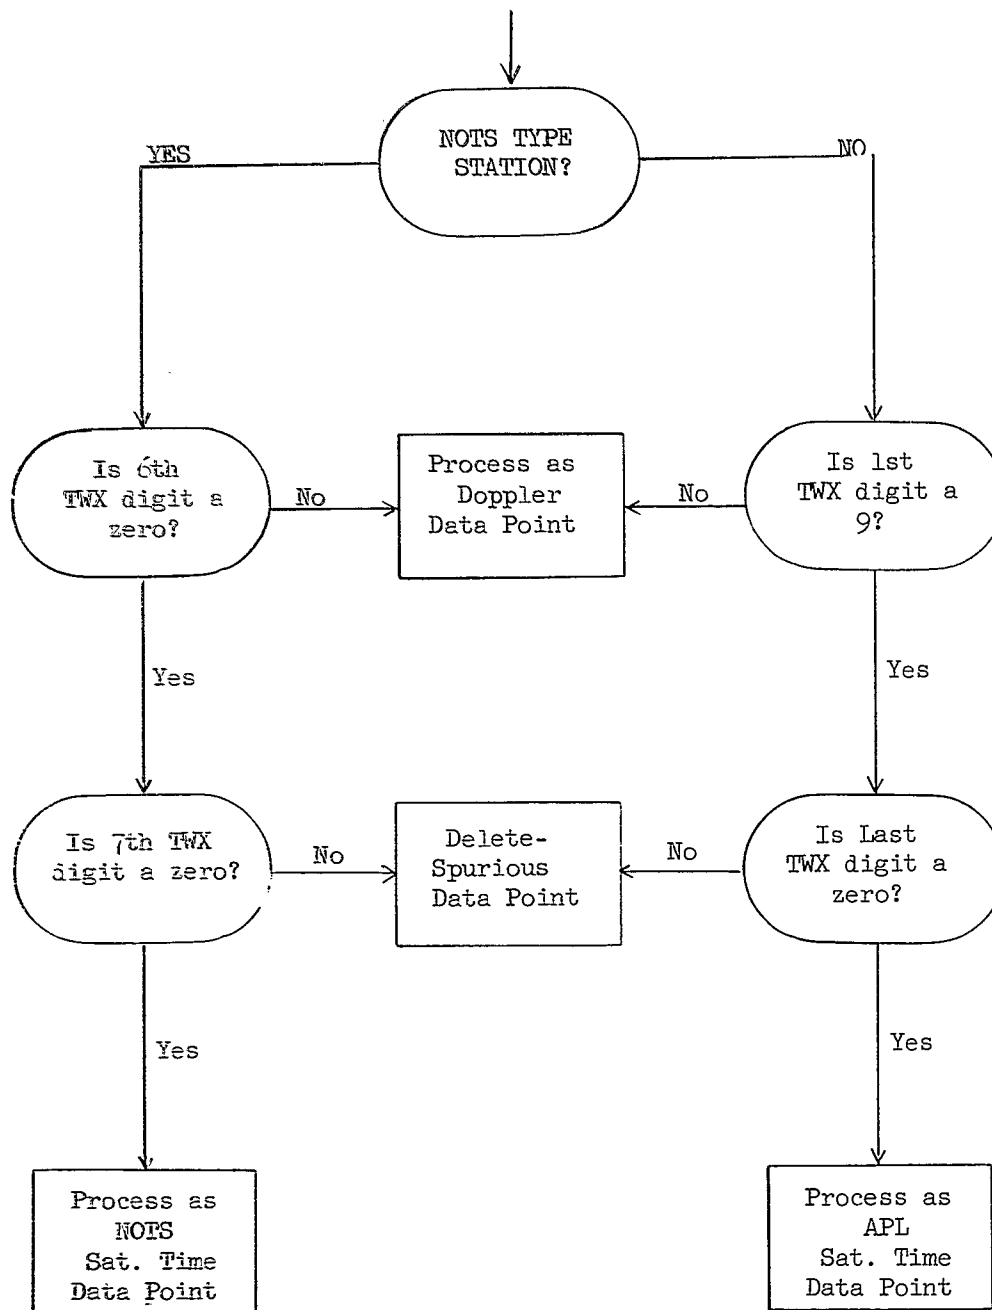 NOTS TYPE
STATION?
YES
NO
Is 6th
TWX digit a
zero?
No
Process as
Doppler
Data Point
No
Is 1st
TWX digit a
9?
Yes
Yes
Is 7th TWX
digit a zero?
No
Delete-
Spurious
Data Point
No
Is Last
TWX digit a
zero?
Yes
Yes
Process as
NOTS
Sat. Time
Data Point
Process as
APL
Sat. Time
Data Point